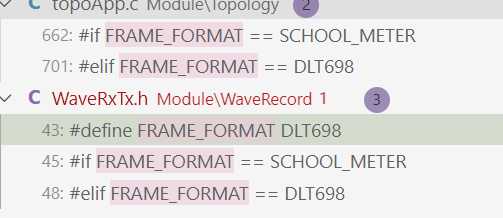 C topoApp.c Module\Topology 2
662: #if FRAME_FORMAT == SCHOOL_METER
701: #elif FRAME_FORMAT == DLT698
C WaveRxTx.h Module\WaveRecord 1 3
43: #define FRAME_FORMAT DLT698
45: #if FRAME_FORMAT == SCHOOL_METER
48: #elif FRAME_FORMAT == DLT698